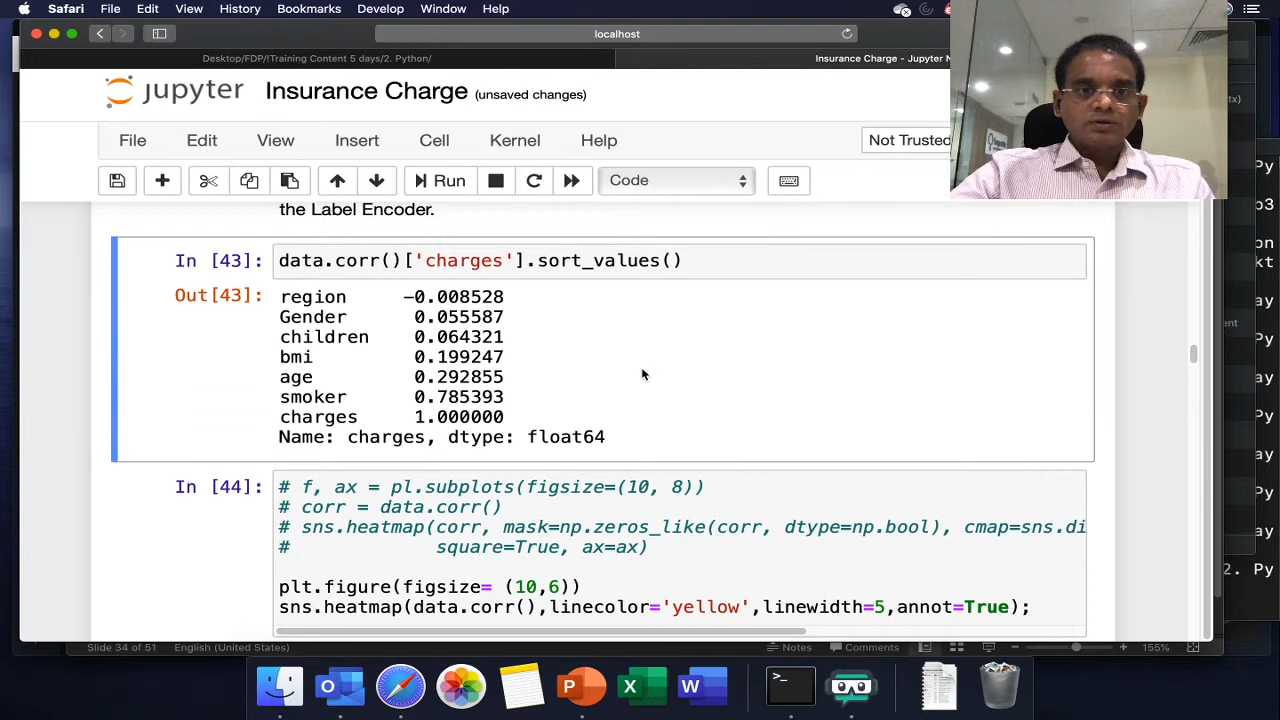 Safari File Edit View History Bookmarks Develop Window Help
localhost
Desktop/FDP/!Training Content 5 days/2. Python/
Insurance Charge - Jupyter N
jupyter Insurance Charge (unsaved changes)
File Edit View Insert Cell Kernel Help
Not Trusted
Run
Code
the Label Encoder.
In [43]: data.corr()['charges'].sort_values()
Out[43]: region -0.008528
Gender 0.055587
children 0.064321
bmi 0.199247
age 0.292855
smoker 0.785393
charges 1.000000
Name: charges, dtype: float64
In [44]: # f, ax = pl.subplots(figsize=(10, 8))
# corr = data.corr()
# sns.heatmap(corr, mask=np.zeros_like(corr, dtype=np.bool), cmap=sns.di
# square=True, ax=ax)
plt.figure(figsize= (10,6))
sns.heatmap(data.corr(),linecolor='yellow',linewidth=5,annot=True);
Slide 34 of 51 English (United States) Notes Comments 155%
2. Py